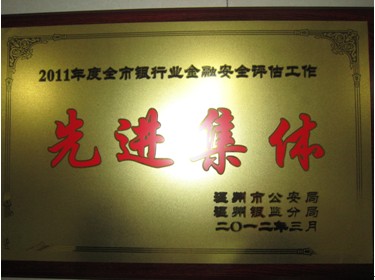 2011年度全市银行业金融安全评估工作
先进集体
温州市公安局
温州银监分局
二〇一二年三月